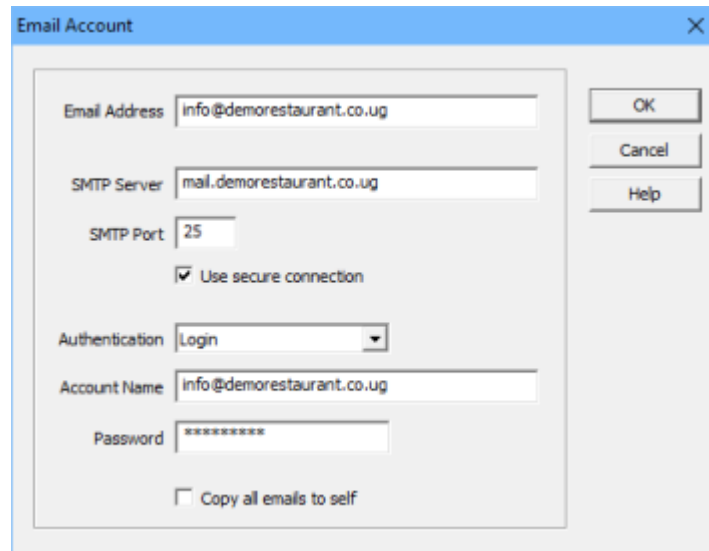 Email Account
Email Address info@demorestaurant.co.ug
OK
Cancel
SMTP Server mail.demorestaurant.co.ug
Help
SMTP Port 25
Use secure connection
Authentication Login
Account Name info@demorestaurant.co.ug
Password *********
Copy all emails to self